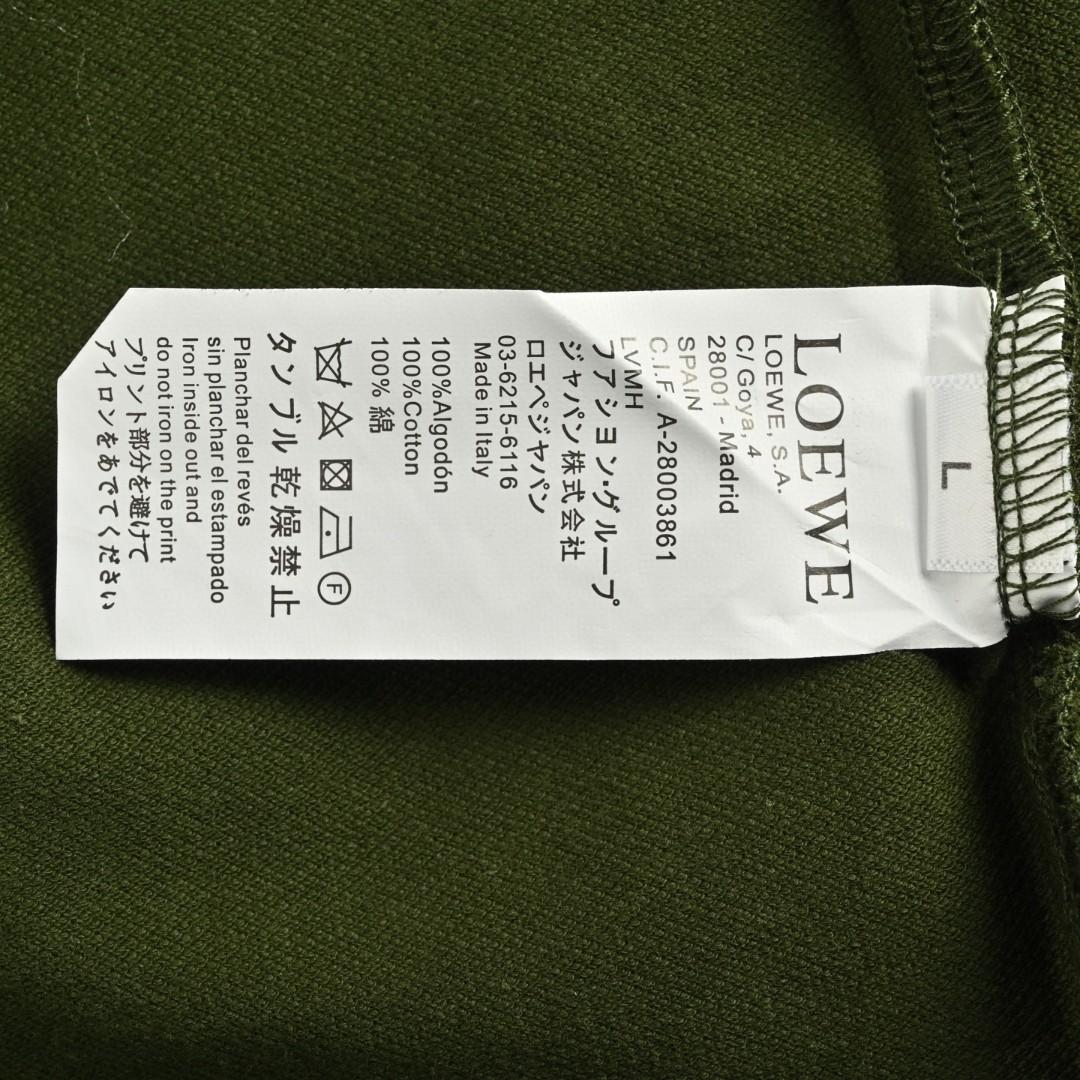 L
LOEWE
LOEWE, S.A.
C/ Goya, 4
28001 - Madrid
SPAIN
C.I.F. A-28003861
LVMH
ファション・グループ
ジャパン株式会社
ロエベジャパン
03-6215-6116
Made in Italy
100%Algodón
100%Cotton
100% 綿
F
タンブル 乾燥禁止
Planchar del revés
sin planchar el estampado
Iron inside out and
do not iron on the print
プリント部分を避けて
アイロンをあでてください